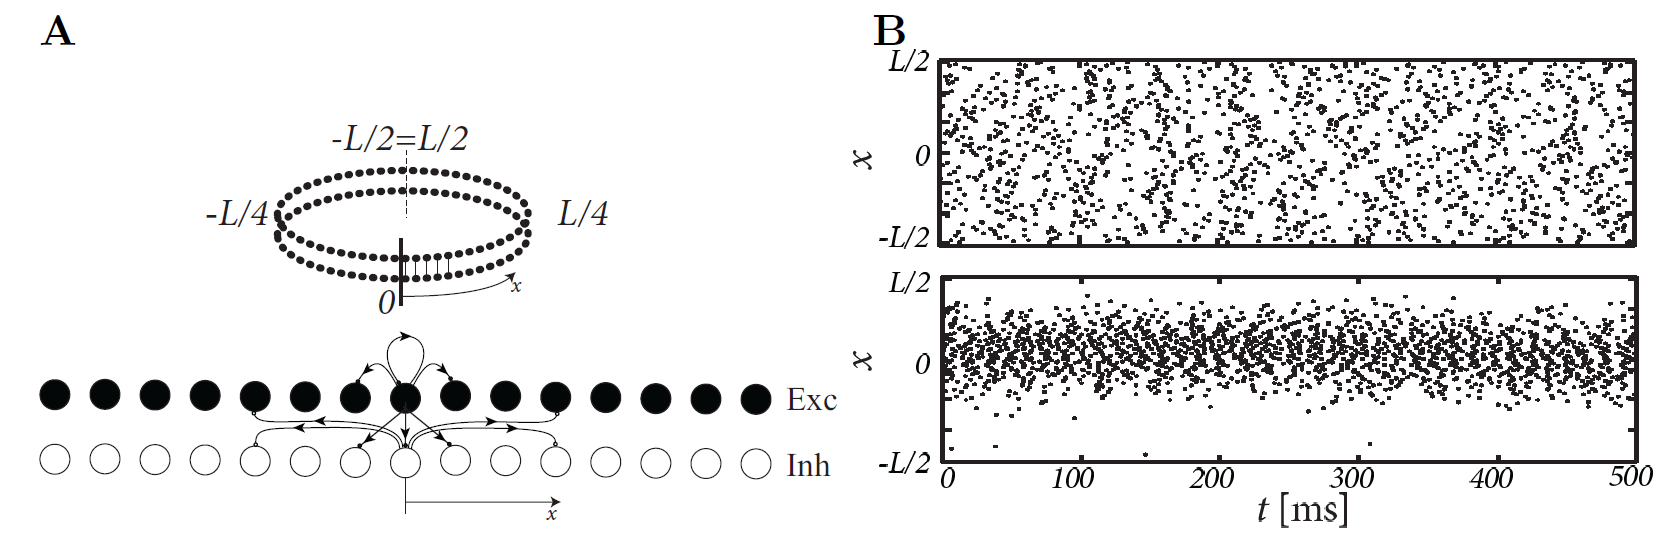 A
-L/2=L/2
-L/4
L/4
0
x
Exc
Inh
x
B
L/2
x
0
-L/2
L/2
x
0
-L/2
0 100 200 300 400 500
t [ms]